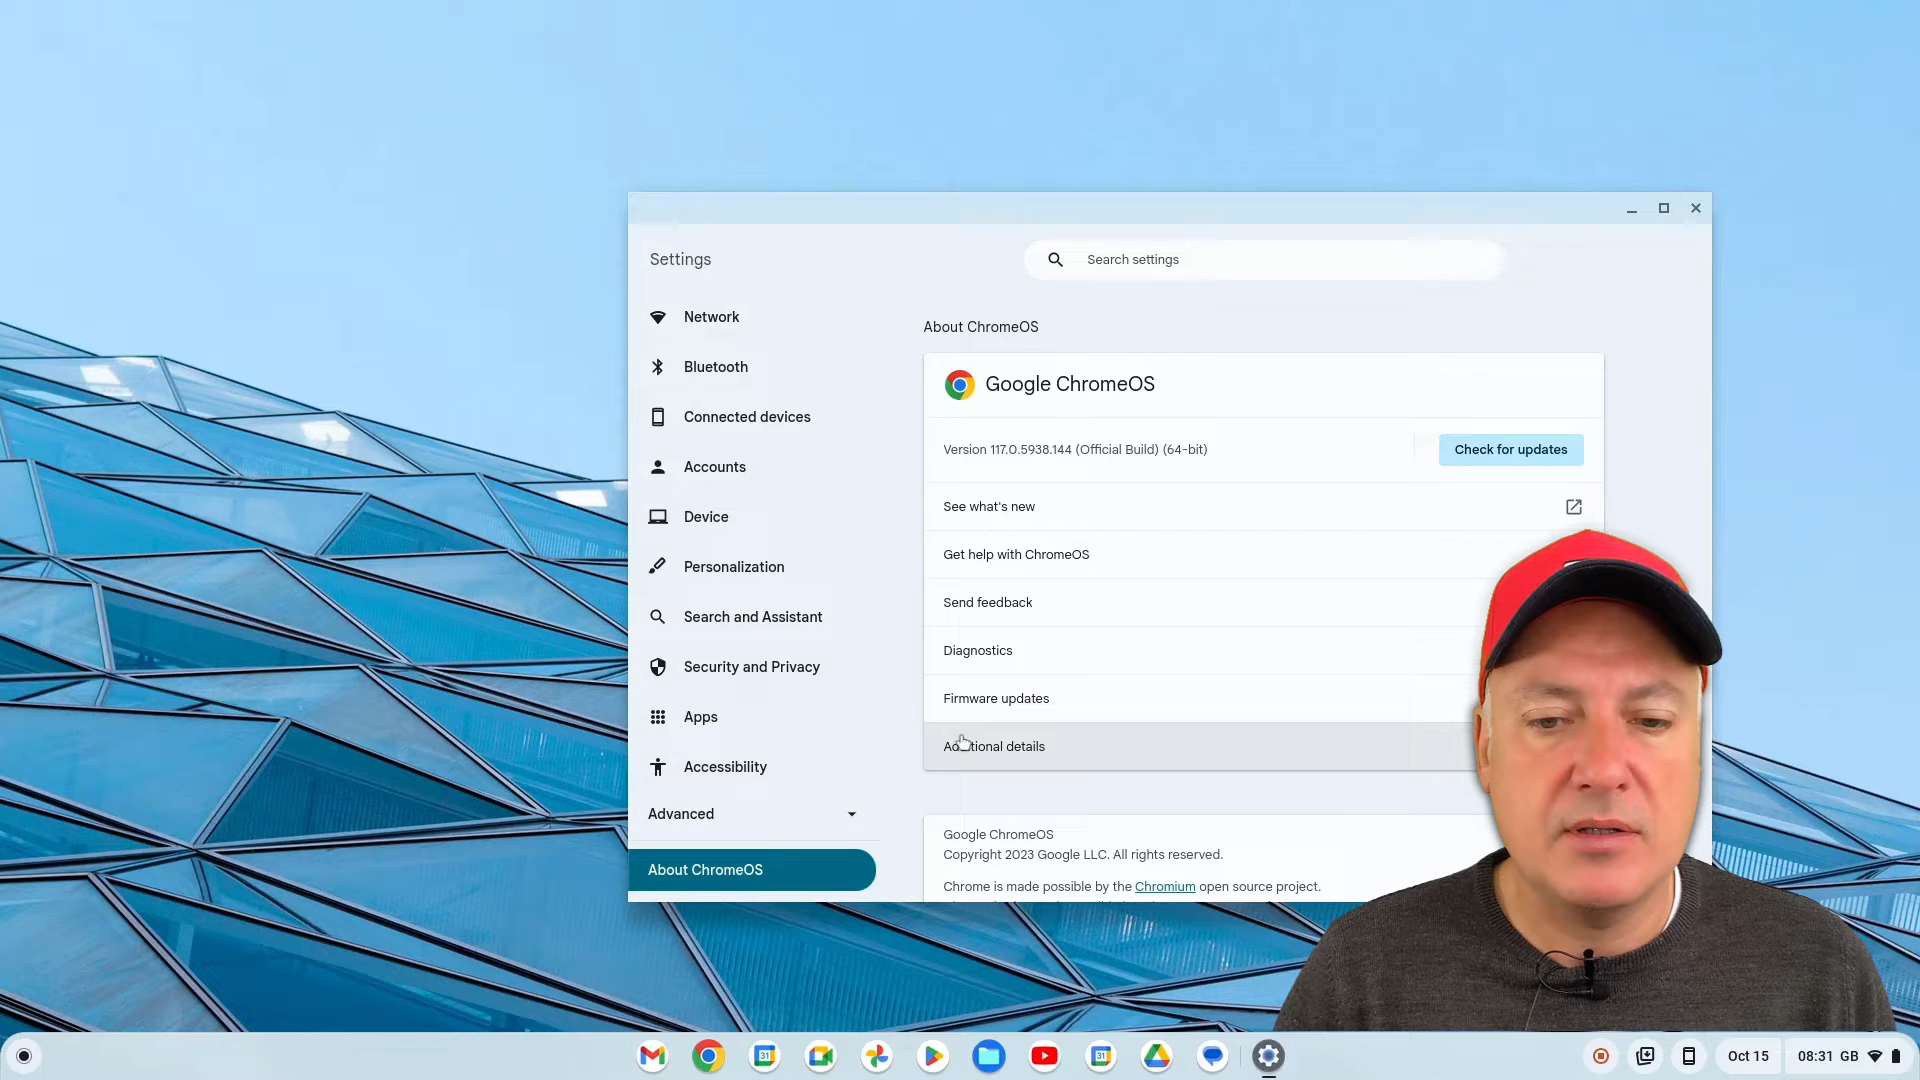 Settings
Search settings
Network
Bluetooth
Connected devices
Accounts
Device
Personalization
Search and Assistant
Security and Privacy
Apps
Accessibility
Advanced
About ChromeOS
About ChromeOS
Google ChromeOS
Version 117.0.5938.144 (Official Build) (64-bit)
Check for updates
See what's new
Get help with ChromeOS
Send feedback
Diagnostics
Firmware updates
Additional details
Google ChromeOS
Copyright 2023 Google LLC. All rights reserved.
Chrome is made possible by the Chromium open source project.
31
31
Oct 15
08:31 GB